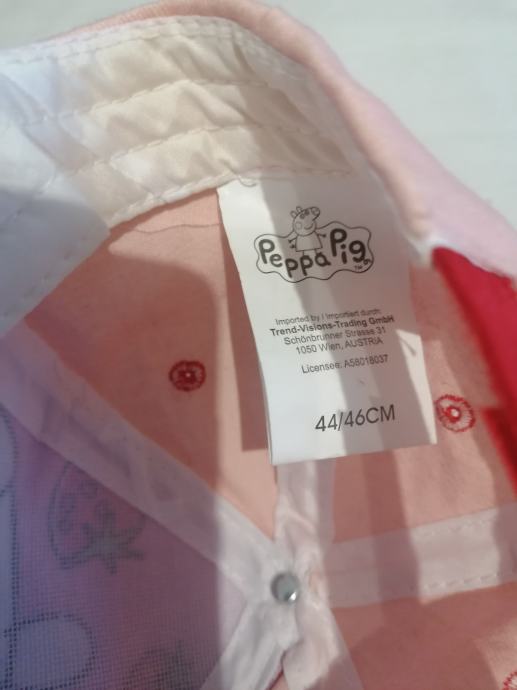 Peppa Pig
TM
Imported by / Importiert durch:
Trend-Visions-Trading GmbH
Schönbrunner Strasse 31
1050 Wien, AUSTRIA
Licensee: A58018037
44/46CM